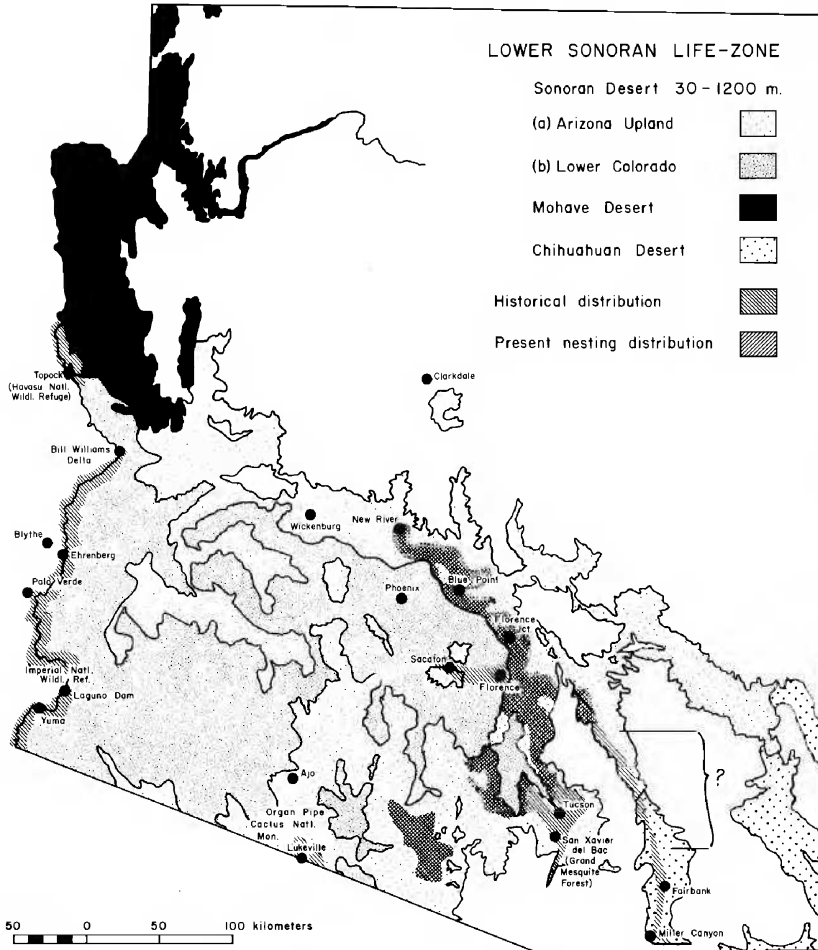 LOWER SONORAN LIFE-ZONE
Sonoran Desert 30-1200 m.
(a) Arizona Upland
(b) Lower Colorado
Mohave Desert
Chihuahuan Desert
Historical distribution
Present nesting distribution
Topock
(Havasu Natl.
Wildl. Refuge)
Clarkdale
Bill Williams
Delta
Wickenburg
New River
Blythe
Ehrenberg
Palo Verde
Phoenix
Blue Point
Florence
Jct.
Sacaton
Florence
Imperial Natl.
Wildl. Ref.
Laguna Dam
Yuma
Ajo
?
Organ Pipe
Cactus Natl.
Mon.
Lukeville
Tucson
San Xavier
del Bac
(Grand
Mesquite
Forest)
Fairbank
Miller Canyon
50 0 50 100 kilometers